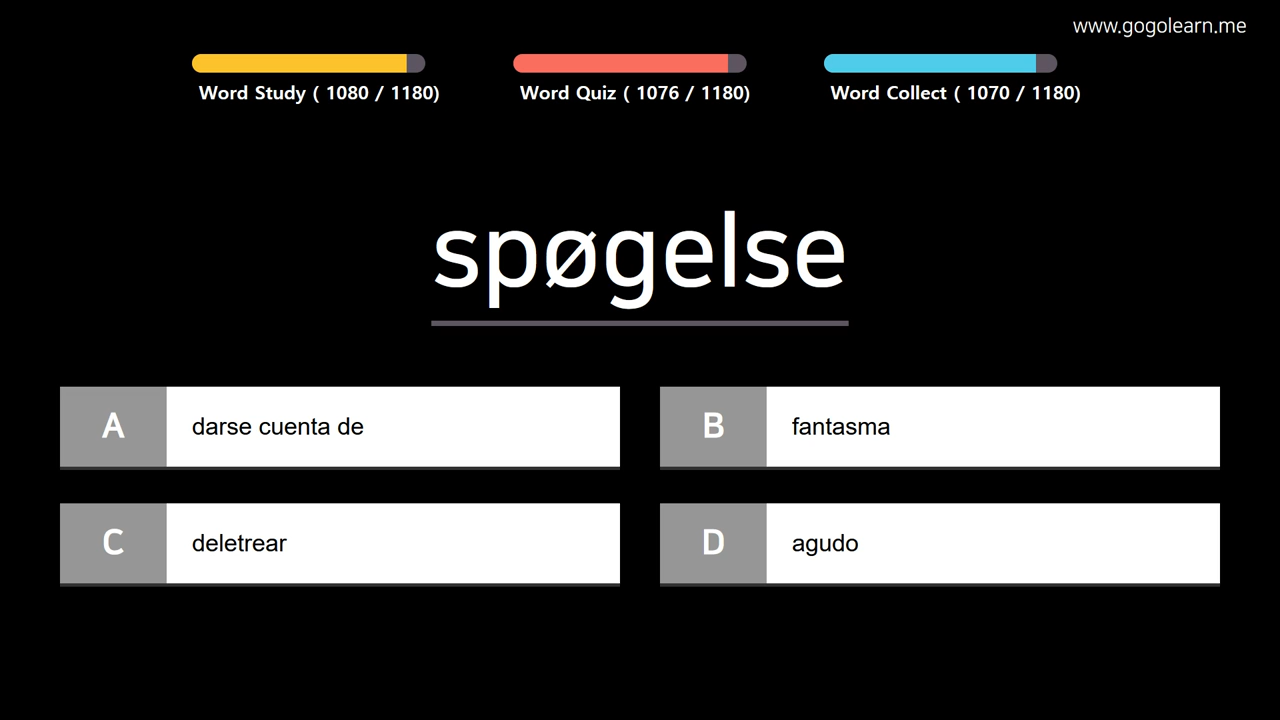 www.gogolearn.me
Word Study ( 1080 / 1180)
Word Quiz ( 1076 / 1180)
Word Collect ( 1070 / 1180)
spøgelse
A darse cuenta de
B fantasma
C deletrear
D agudo